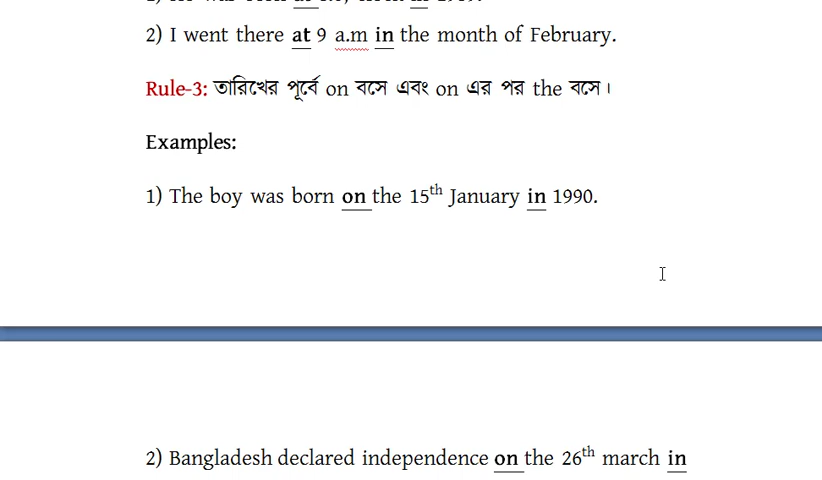 2) I went there at 9 a.m in the month of February.
Rule-3: তারিখের পূর্বে on বসে এবং on এর পর the বসে।
Examples:
1) The boy was born on the 15th January in 1990.
2) Bangladesh declared independence on the 26th march in